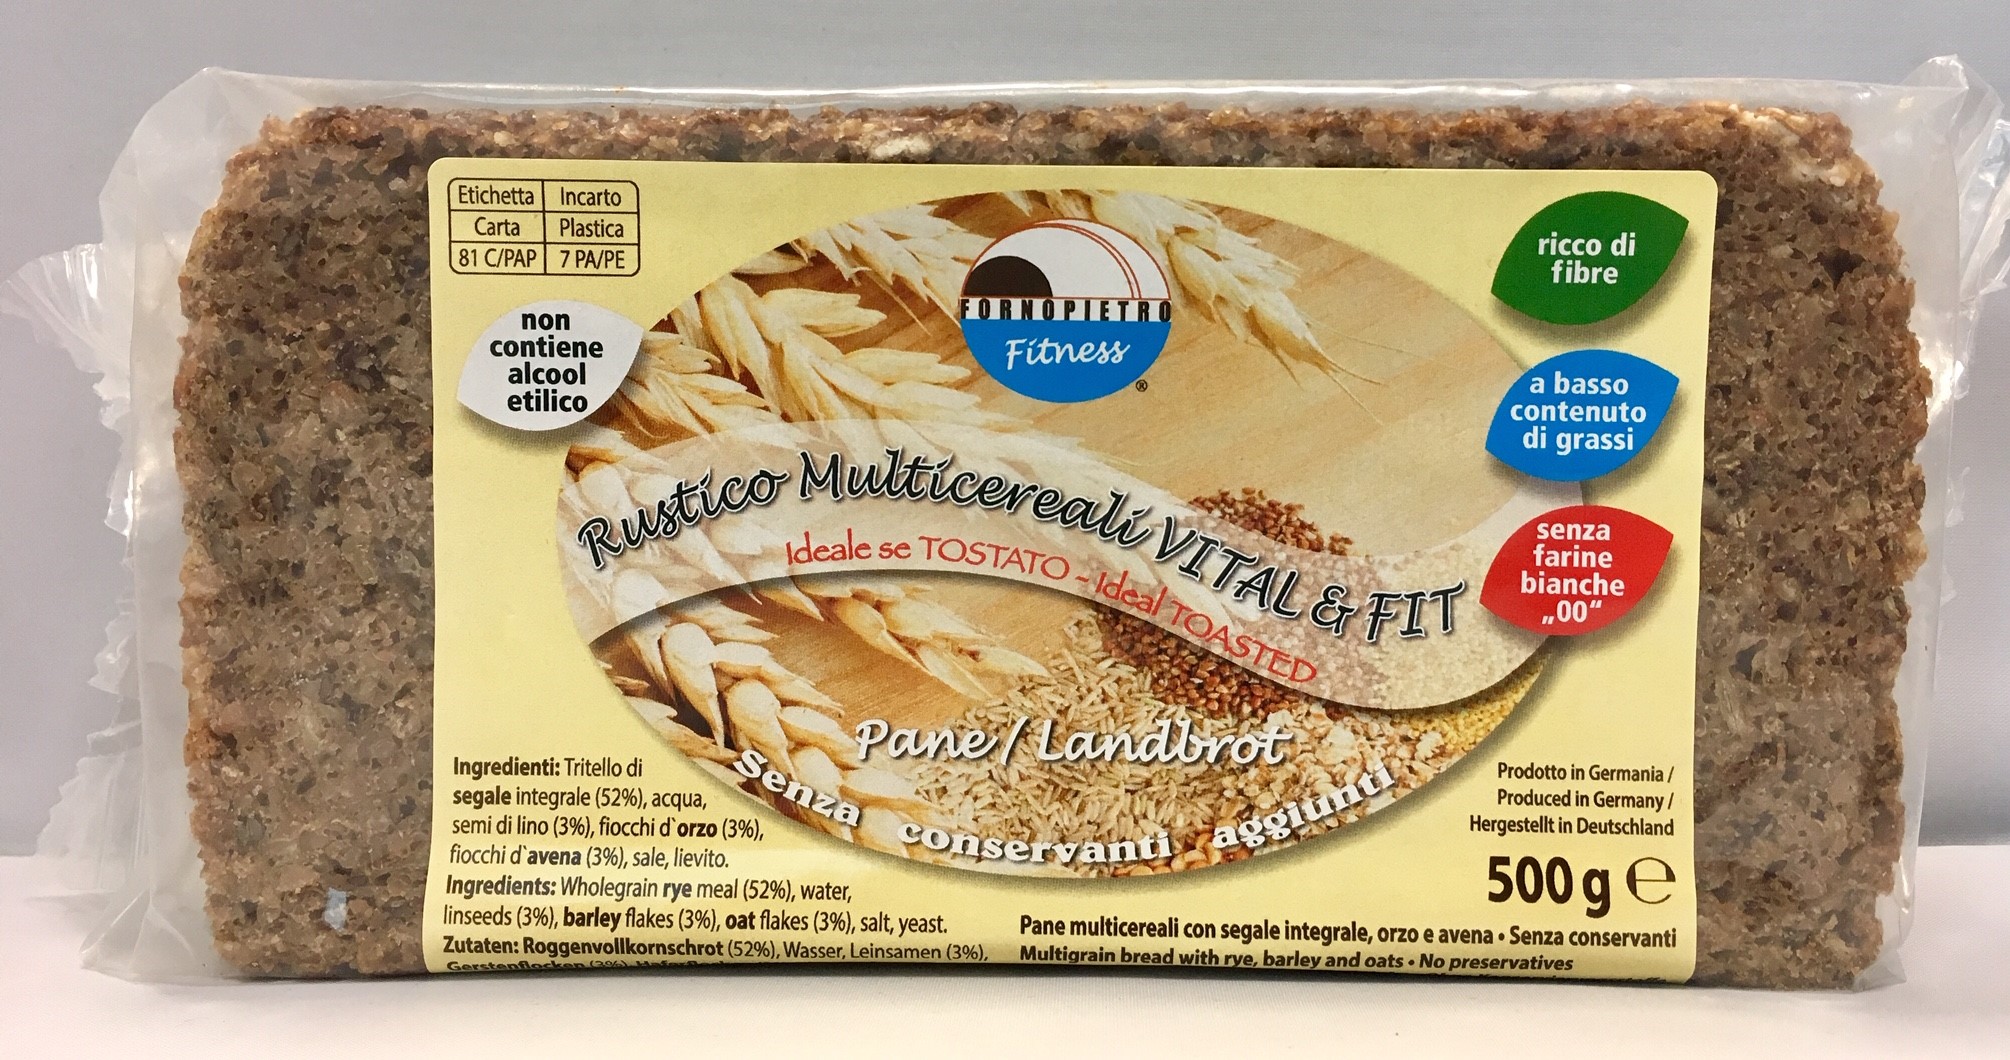 Etichetta Incarto
Carta Plastica
81 C/PAP 7 PA/PE
non
contiene
alcool
etilico
FORNOPIETRO
Fitness
®
ricco di
fibre
a basso
contenuto
di grassi
senza
farine
bianche
„00“
Rustico Multicereali VITAL & FIT
Ideale se TOSTATO - Ideal TOASTED
Pane / Landbrot
Senza conservanti aggiunti
Ingredienti: Tritello di
segale integrale (52%), acqua,
semi di lino (3%), fiocchi d`orzo (3%),
fiocchi d`avena (3%), sale, lievito.
Ingredients: Wholegrain rye meal (52%), water,
linseeds (3%), barley flakes (3%), oat flakes (3%), salt, yeast.
Zutaten: Roggenvollkornschrot (52%), Wasser, Leinsamen (3%),
Gerstenflocken (3%),
Prodotto in Germania /
Produced in Germany /
Hergestellt in Deutschland
500 g ℮
Pane multicereali con segale integrale, orzo e avena • Senza conservanti
Multigrain bread with rye, barley and oats • No preservatives